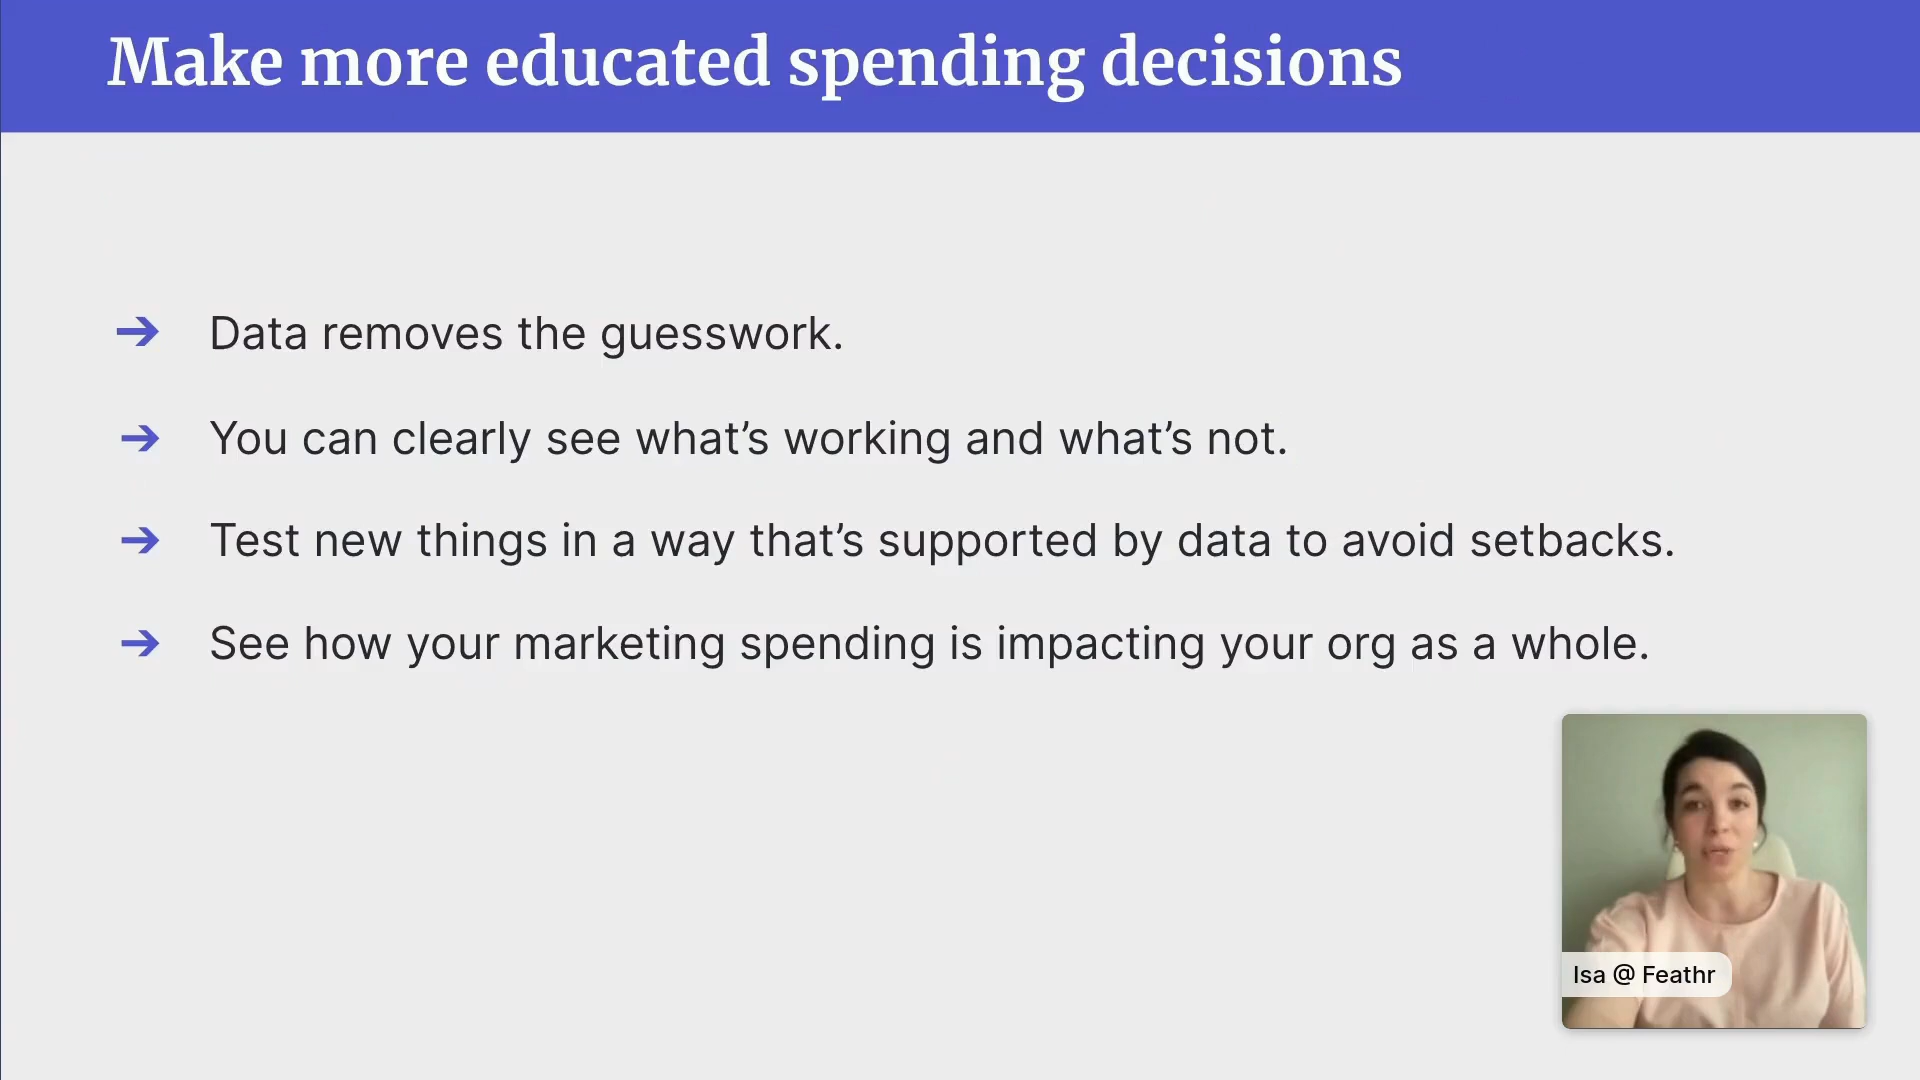 Make more educated spending decisions
➔ Data removes the guesswork.
➔ You can clearly see what’s working and what’s not.
➔ Test new things in a way that’s supported by data to avoid setbacks.
➔ See how your marketing spending is impacting your org as a whole.
Isa @ Feathr